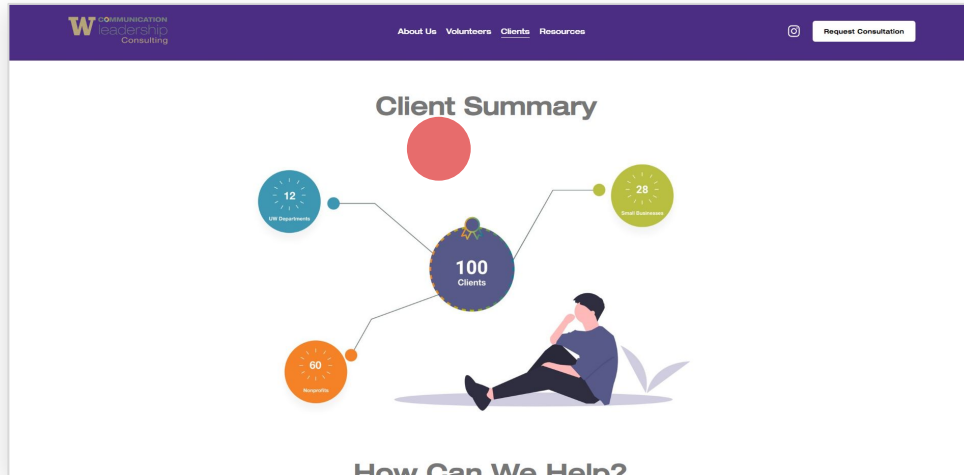 W COMMUNICATION
leadership
Consulting
About Us Volunteers Clients Resources
Request Consultation
Client Summary
12
UW Departments
28
Small Businesses
100
Clients
60
Nonprofits
How Can We Help?